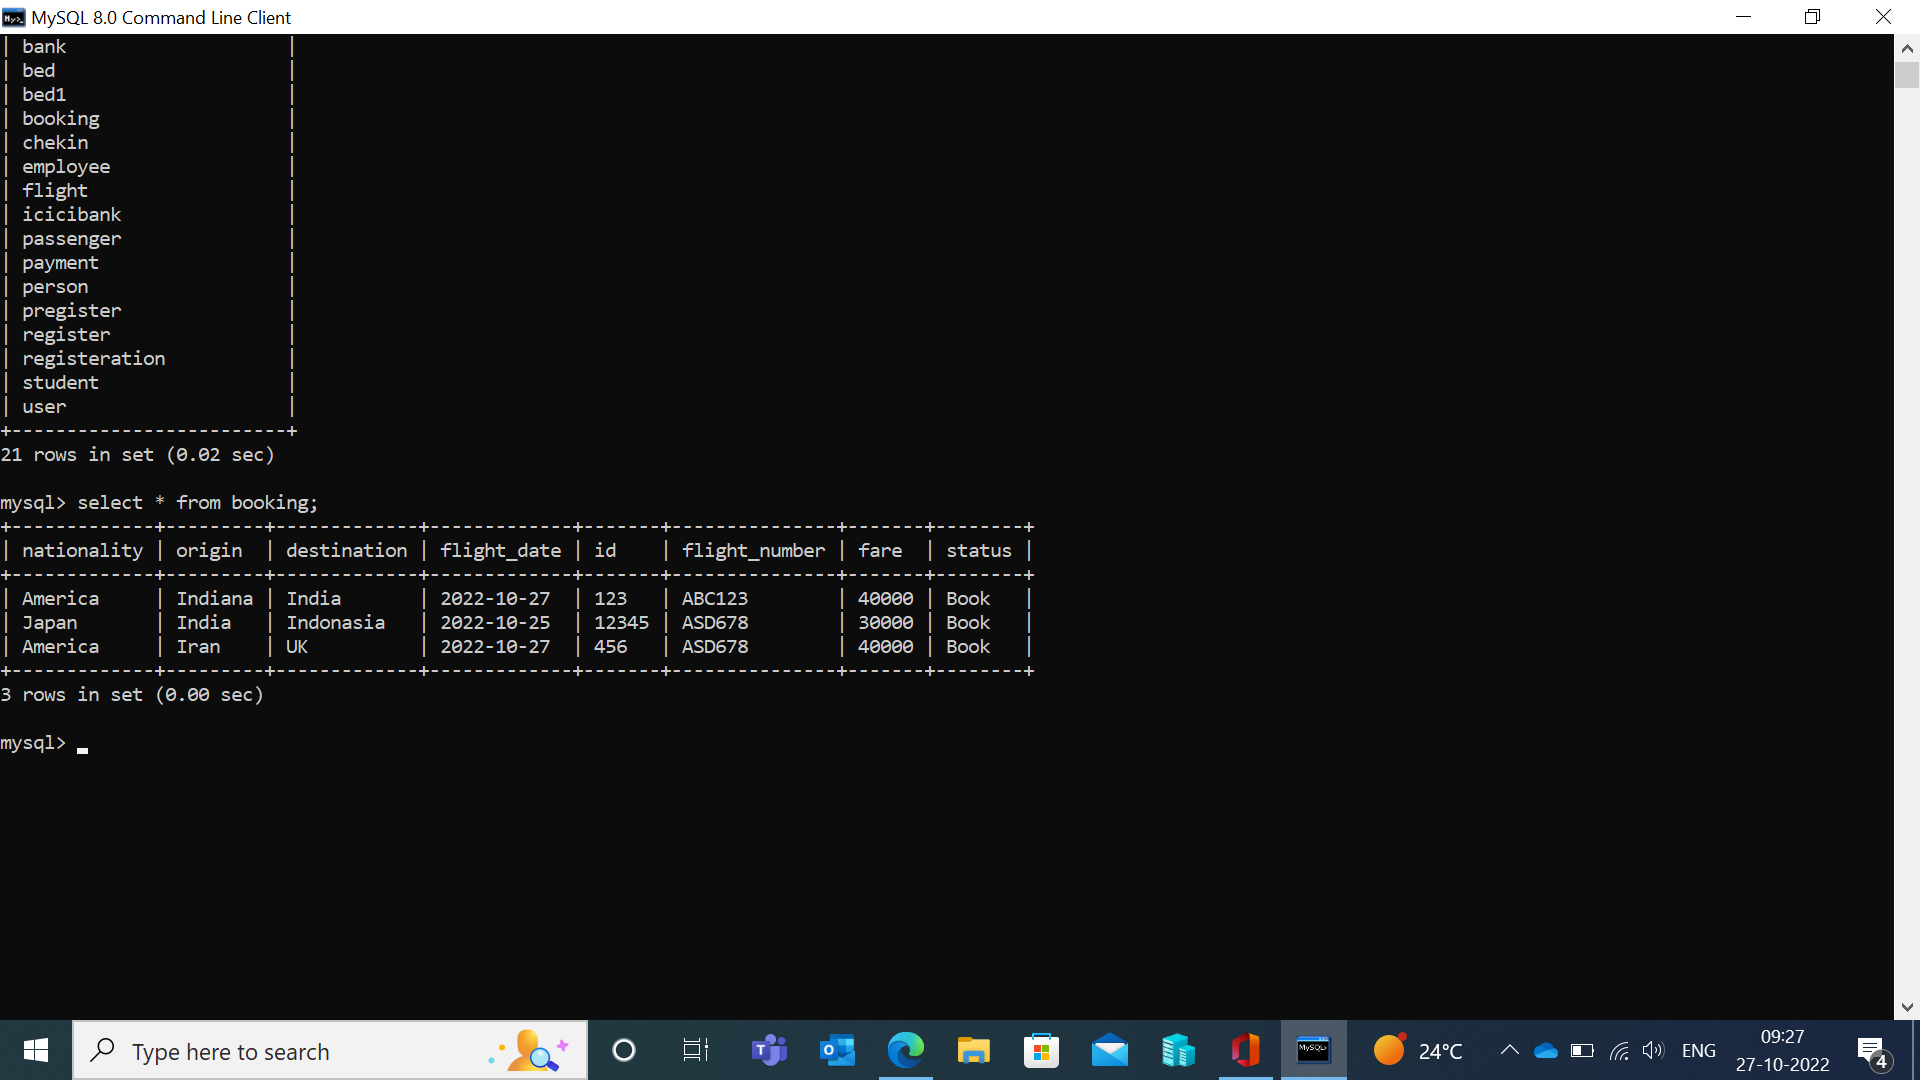 MySQL 8.0 Command Line Client
| bank                    |
| bed                     |
| bed1                    |
| booking                 |
| chekin                  |
| employee                |
| flight                  |
| icicibank               |
| passenger               |
| payment                 |
| person                  |
| pregister               |
| register                |
| registeration           |
| student                 |
| user                    |
+-------------------------+
21 rows in set (0.02 sec)
mysql> select * from booking;
+-------------+---------+-------------+-------------+-------+---------------+-------+--------+
| nationality | origin  | destination | flight_date | id    | flight_number | fare  | status |
+-------------+---------+-------------+-------------+-------+---------------+-------+--------+
| America     | Indiana | India       | 2022-10-27  | 123   | ABC123        | 40000 | Book   |
| Japan       | India   | Indonasia   | 2022-10-25  | 12345 | ASD678        | 30000 | Book   |
| America     | Iran    | UK          | 2022-10-27  | 456   | ASD678        | 40000 | Book   |
+-------------+---------+-------------+-------------+-------+---------------+-------+--------+
3 rows in set (0.00 sec)
mysql>
Type here to search
24°C
ENG
09:27
27-10-2022
4